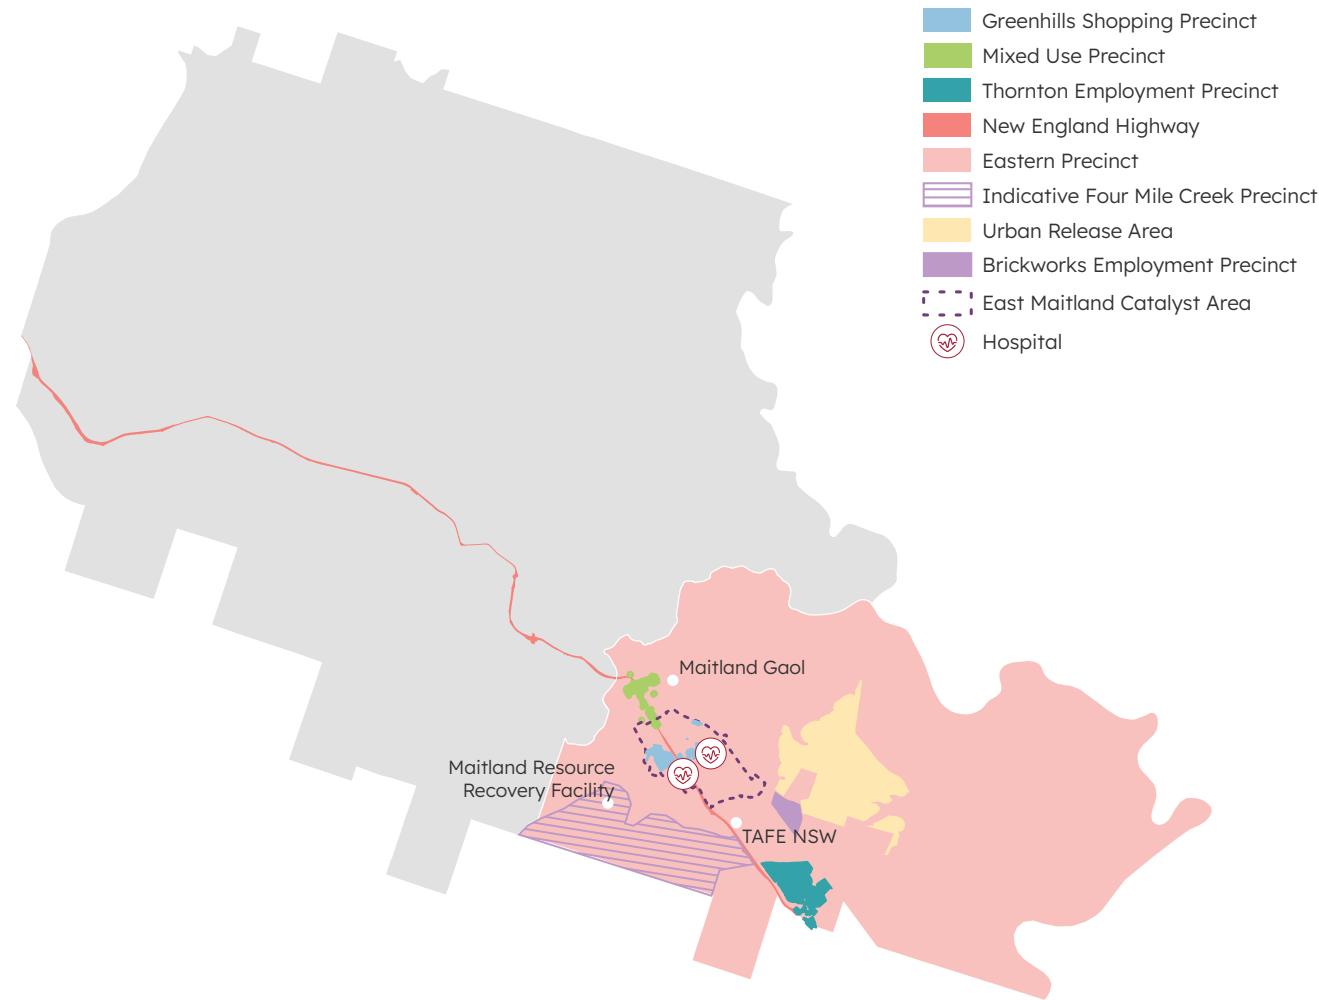 Greenhills Shopping Precinct
Mixed Use Precinct
Thornton Employment Precinct
New England Highway
Eastern Precinct
Indicative Four Mile Creek Precinct
Urban Release Area
Brickworks Employment Precinct
East Maitland Catalyst Area
Hospital
Maitland Gaol
Maitland Resource
Recovery Facility
TAFE NSW